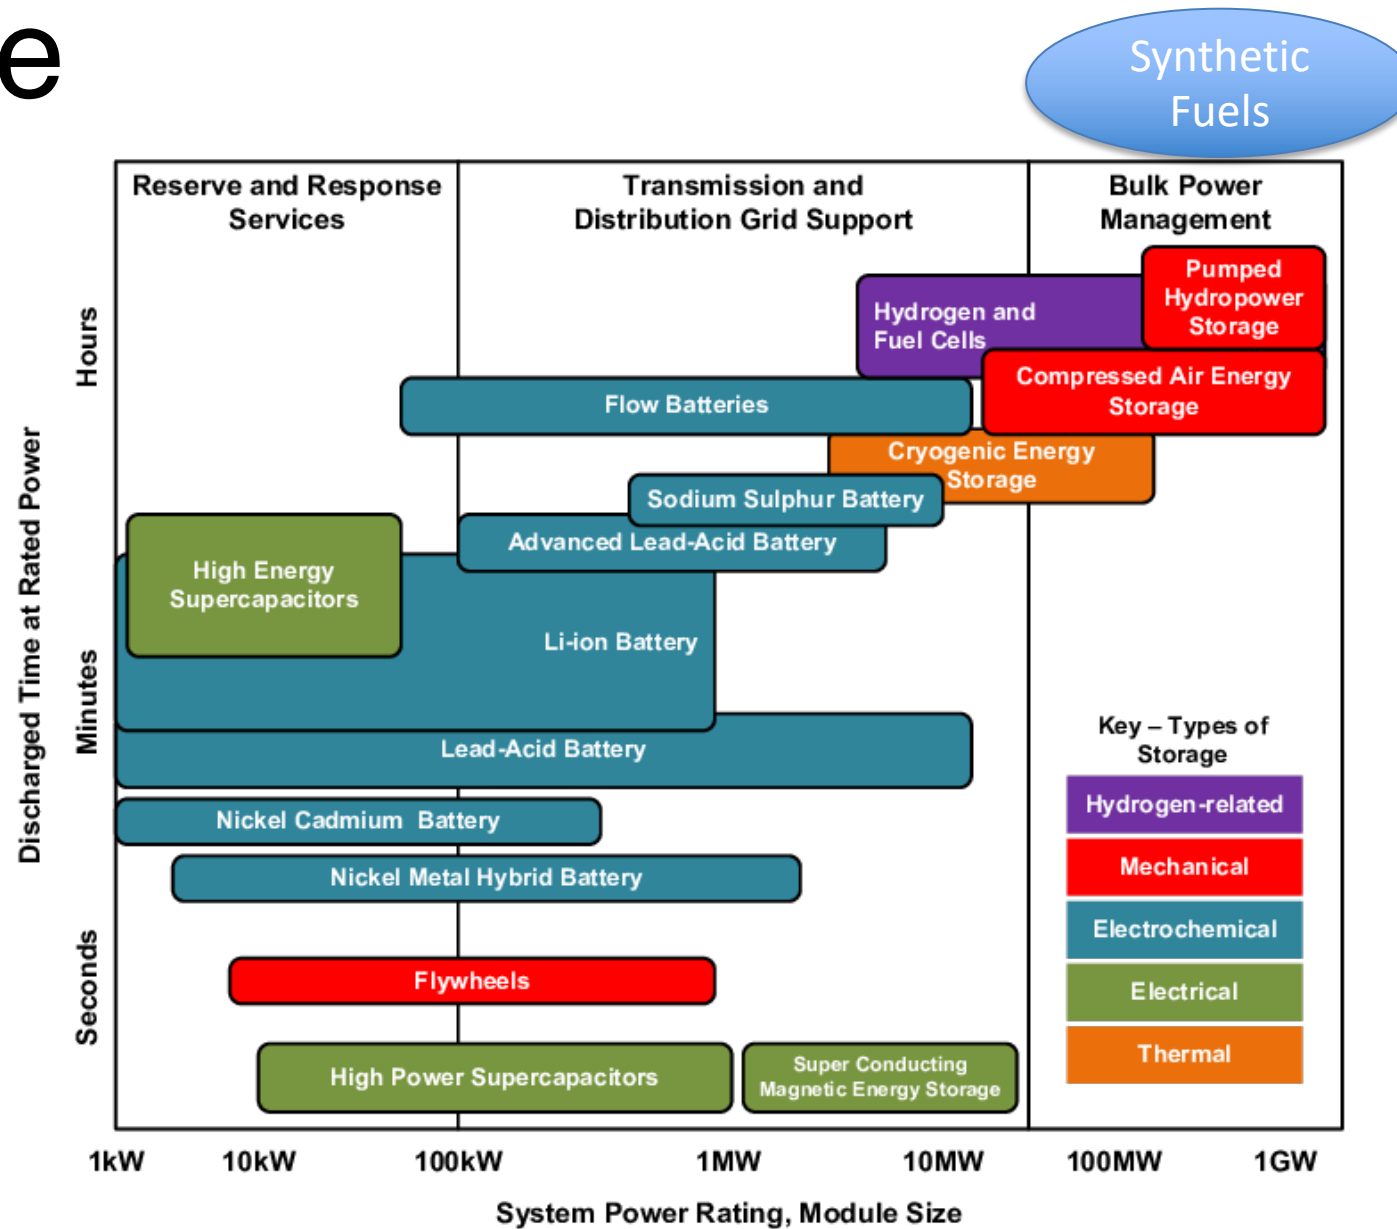 e
Synthetic
Fuels
Reserve and Response
Services
Transmission and
Distribution Grid Support
Bulk Power
Management
Pumped
Hydropower
Storage
Hydrogen and
Fuel Cells
Compressed Air Energy
Storage
Flow Batteries
Cryogenic Energy
Storage
Sodium Sulphur Battery
Advanced Lead-Acid Battery
High Energy
Supercapacitors
Li-ion Battery
Lead-Acid Battery
Nickel Cadmium Battery
Nickel Metal Hybrid Battery
Flywheels
High Power Supercapacitors
Super Conducting
Magnetic Energy Storage
Key – Types of
Storage
Hydrogen-related
Mechanical
Electrochemical
Electrical
Thermal
Discharged Time at Rated Power
Hours
Minutes
Seconds
1kW 10kW 100kW 1MW 10MW 100MW 1GW
System Power Rating, Module Size